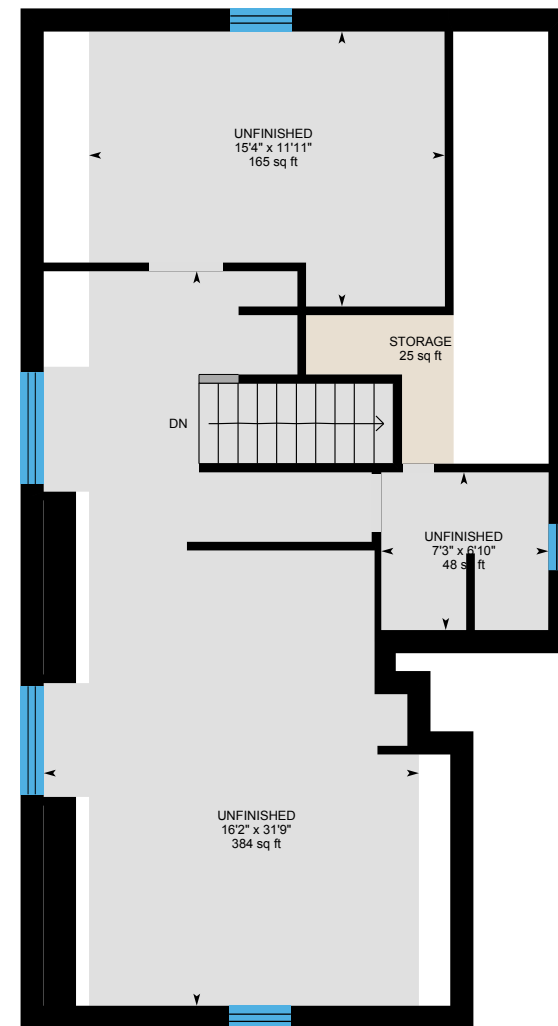 UNFINISHED
15'4" x 11'11"
165 sq ft
STORAGE
25 sq ft
DN
UNFINISHED
7'3" x 6'10"
48 sq ft
UNFINISHED
16'2" x 31'9"
384 sq ft